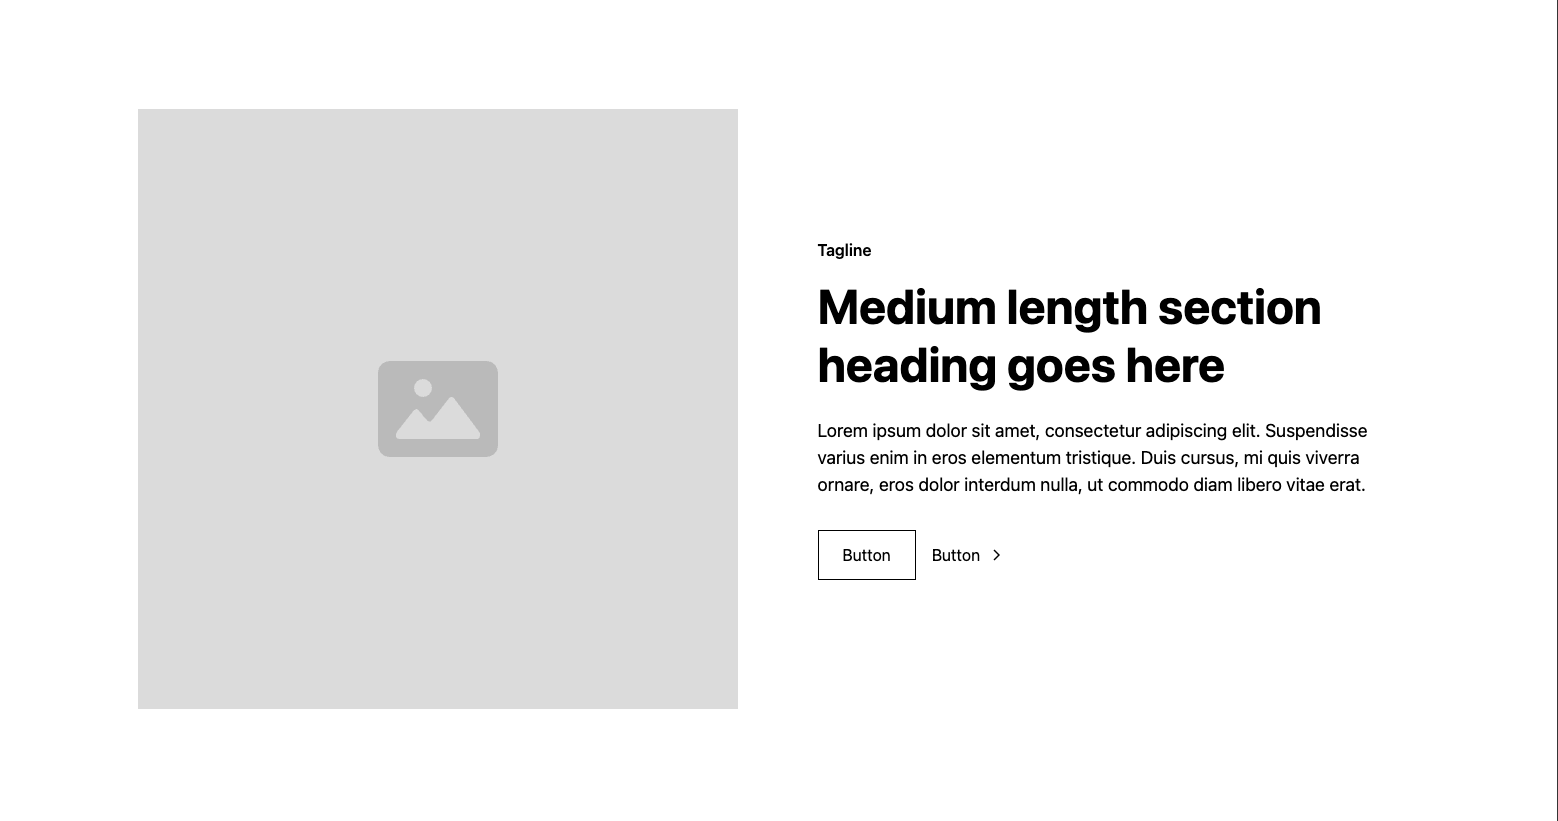 Tagline
Medium length section
heading goes here
Lorem ipsum dolor sit amet, consectetur adipiscing elit. Suspendisse
varius enim in eros elementum tristique. Duis cursus, mi quis viverra
ornare, eros dolor interdum nulla, ut commodo diam libero vitae erat.
Button
Button